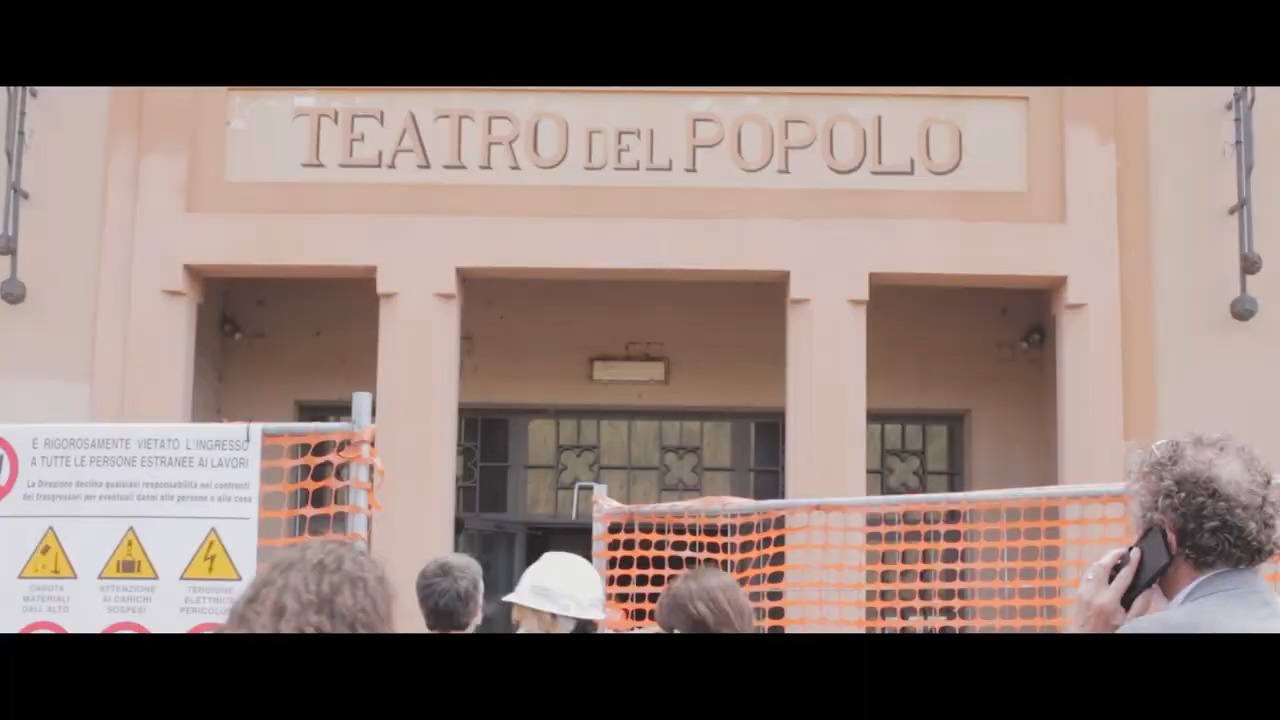 TEATRO DEL POPOLO
È RIGOROSAMENTE VIETATO L'INGRESSO
A TUTTE LE PERSONE ESTRANEE AI LAVORI
La Direzione declina qualsiasi responsabilità nei confronti
dei trasgressori per eventuali danni alle persone o alle cose
CADUTA MATERIALI DALL'ALTO
ATTENZIONE AI CARICHI SOSPESI
TENSIONE ELETTRICA